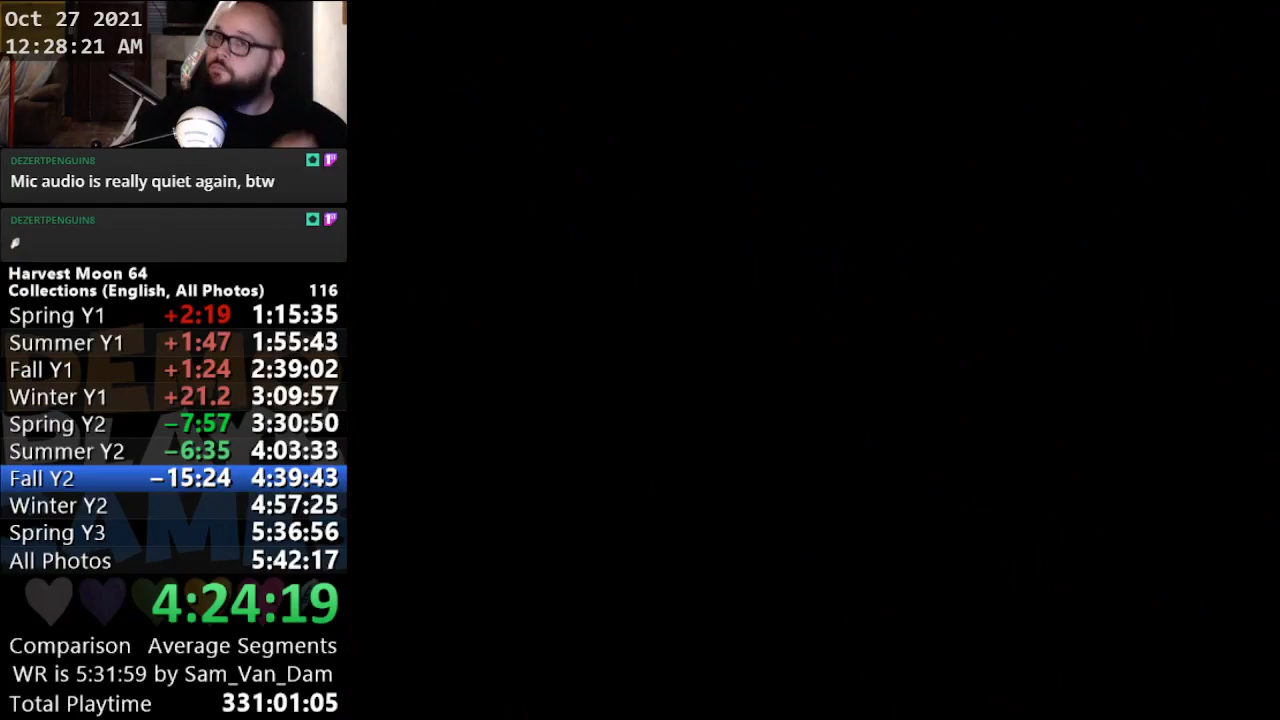 Oct 27 2021
12:28:21 AM
DEZERTPENGUIN8
Mic audio is really quiet again, btw
DEZERTPENGUIN8
Harvest Moon 64
Collections (English, All Photos) 116
Spring Y1 +2:19 1:15:35
Summer Y1 +1:47 1:55:43
Fall Y1 +1:24 2:39:02
Winter Y1 +21.2 3:09:57
Spring Y2 −7:57 3:30:50
Summer Y2 −6:35 4:03:33
Fall Y2 −15:24 4:39:43
Winter Y2 4:57:25
Spring Y3 5:36:56
All Photos 5:42:17
4:24:19
Comparison Average Segments
WR is 5:31:59 by Sam_Van_Dam
Total Playtime 331:01:05